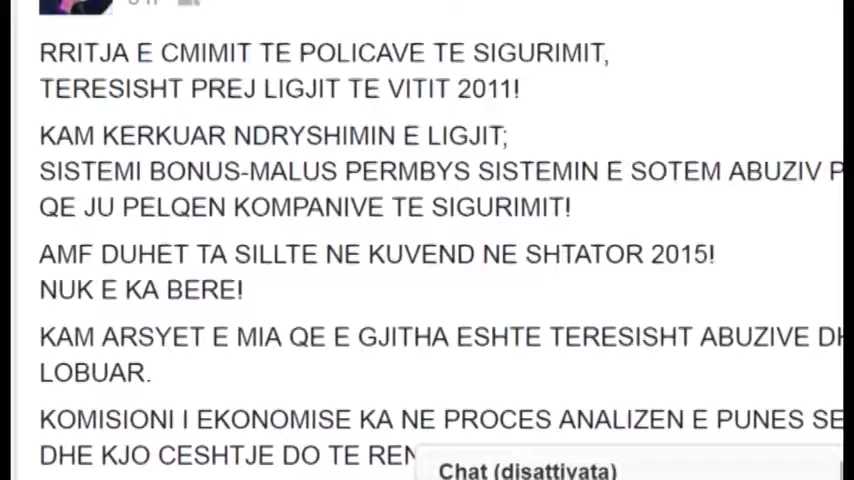 RRITJA E CMIMIT TE POLICAVE TE SIGURIMIT,
TERESISHT PREJ LIGJIT TE VITIT 2011!
KAM KERKUAR NDRYSHIMIN E LIGJIT;
SISTEMI BONUS-MALUS PERMBYS SISTEMIN E SOTEM ABUZIV
QE JU PELQEN KOMPANIVE TE SIGURIMIT!
AMF DUHET TA SILLTE NE KUVEND NE SHTATOR 2015!
NUK E KA BERE!
KAM ARSYET E MIA QE E GJITHA ESHTE TERESISHT ABUZIVE
LOBUAR.
KOMISIONI I EKONOMISE KA NE PROCES ANALIZEN E PUNES
DHE KJO CESHTJE DO TE
Chat (disattivata)